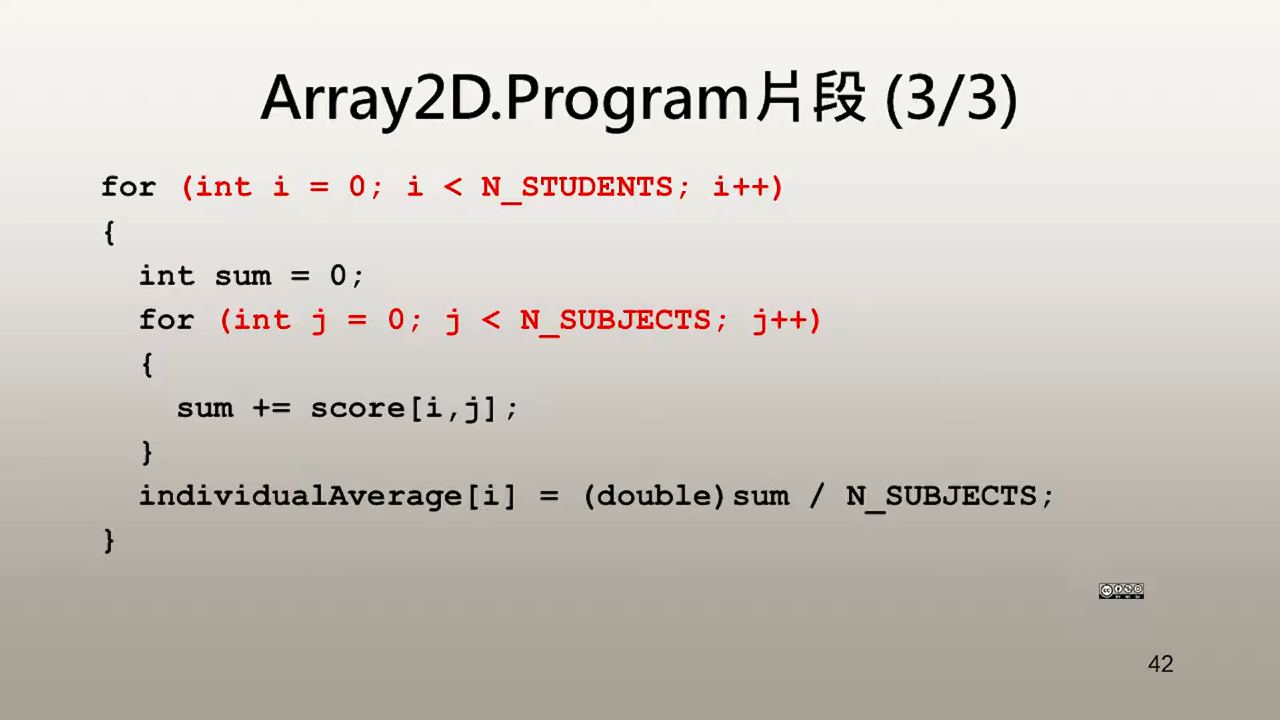 Array2D.Program片段 (3/3)
for (int i = 0; i < N_STUDENTS; i++)
{
  int sum = 0;
  for (int j = 0; j < N_SUBJECTS; j++)
  {
    sum += score[i,j];
  }
  individualAverage[i] = (double)sum / N_SUBJECTS;
}
42